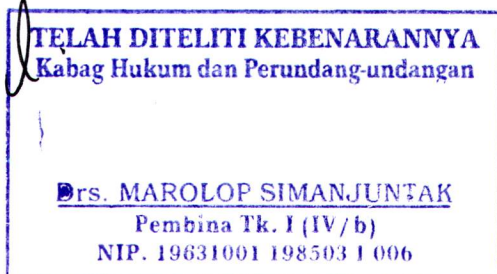 TELAH DITELITI KEBENARANNYA
Kabag Hukum dan Perundang-undangan
Drs. MAROLOP SIMANJUNTAK
Pembina Tk. I (IV/b)
NIP. 19631001 198503 1 006